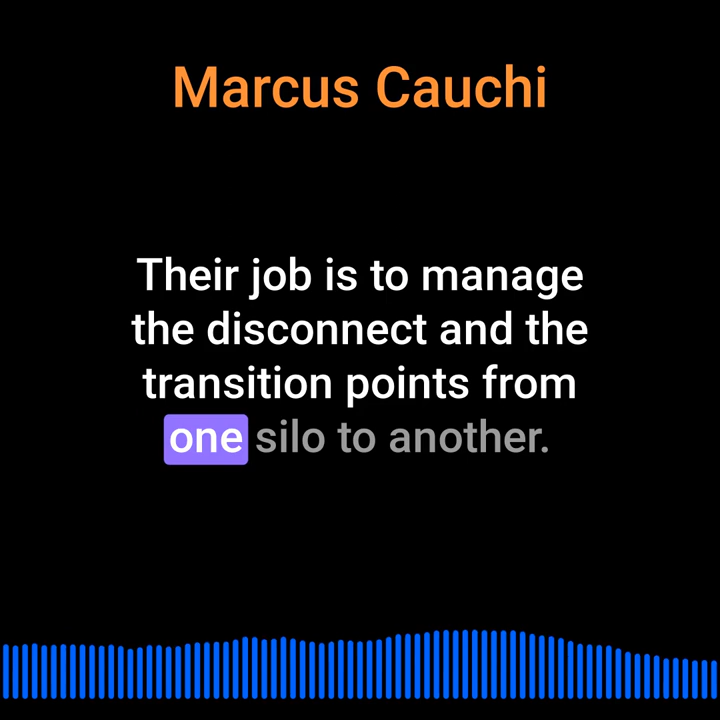 Marcus Cauchi
Their job is to manage
the disconnect and the
transition points from
one silo to another.